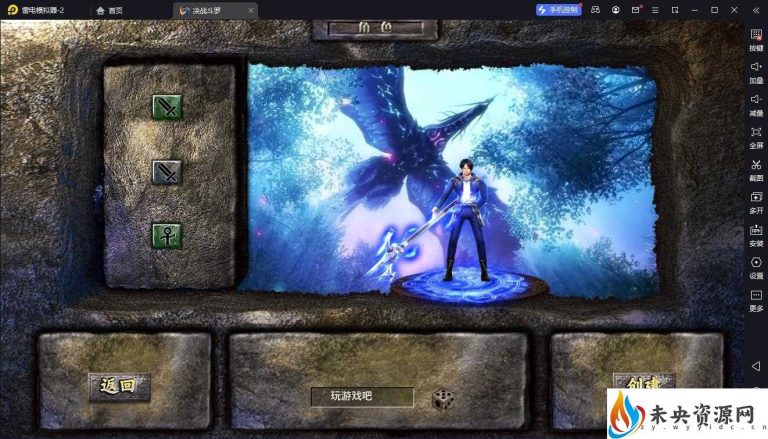 雷电模拟器-2
首页
决战斗罗
手机控制
角色
按键
加量
减量
全屏
截图
多开
安装
设置
更多
返回
玩游戏吧
创建
未央资源网
zy.wyyidc.cn